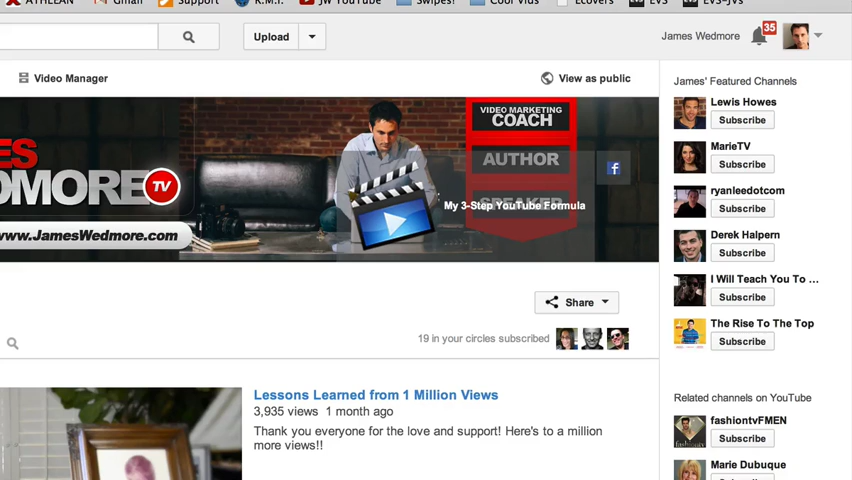 ATHLEAN Gmail Support R.M.I. JW YouTube Swipes! Cool Vids Ecovers EVS EVS-JVs
Upload
James Wedmore
35
Video Manager
View as public
James' Featured Channels
Lewis Howes
Subscribe
MarieTV
Subscribe
ryanleedotcom
Subscribe
Derek Halpern
Subscribe
I Will Teach You To ...
Subscribe
The Rise To The Top
Subscribe
VIDEO MARKETING
COACH
AUTHOR
SPEAKER
My 3-Step YouTube Formula
f
MES
DMORE TV
www.JamesWedmore.com
Share
19 in your circles subscribed
Lessons Learned from 1 Million Views
3,935 views 1 month ago
Thank you everyone for the love and support! Here's to a million
more views!!
Related channels on YouTube
fashiontvFMEN
Subscribe
Marie Dubuque